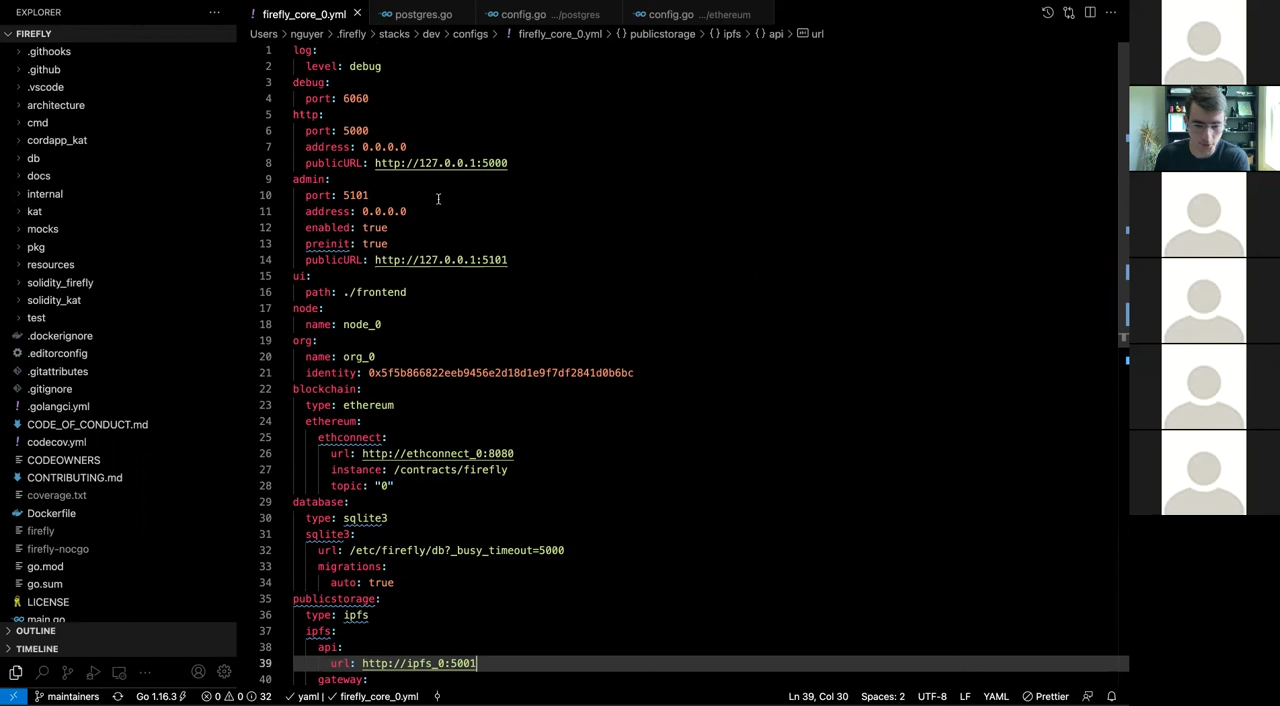 EXPLORER
FIREFLY
.githooks
.github
.vscode
architecture
cmd
cordapp_kat
db
docs
internal
kat
mocks
pkg
resources
solidity_firefly
solidity_kat
test
.dockerignore
.editorconfig
.gitattributes
.gitignore
.golangci.yml
CODE_OF_CONDUCT.md
codecov.yml
CODEOWNERS
CONTRIBUTING.md
coverage.txt
Dockerfile
firefly
firefly-nocgo
go.mod
go.sum
LICENSE
main.go
OUTLINE
TIMELINE
firefly_core_0.yml postgres.go config.go .../postgres config.go .../ethereum
Users > nguyer > .firefly > stacks > dev > configs > ! firefly_core_0.yml > {} publicstorage > {} ipfs > {} api > url
1 log:
2 level: debug
3 debug:
4 port: 6060
5 http:
6 port: 5000
7 address: 0.0.0.0
8 publicURL: http://127.0.0.1:5000
9 admin:
10 port: 5101
11 address: 0.0.0.0
12 enabled: true
13 preinit: true
14 publicURL: http://127.0.0.1:5101
15 ui:
16 path: ./frontend
17 node:
18 name: node_0
19 org:
20 name: org_0
21 identity: 0x5f5b866822eeb9456e2d18d1e9f7df2841d0b6bc
22 blockchain:
23 type: ethereum
24 ethereum:
25 ethconnect:
26 url: http://ethconnect_0:8080
27 instance: /contracts/firefly
28 topic: "0"
29 database:
30 type: sqlite3
31 sqlite3:
32 url: /etc/firefly/db?_busy_timeout=5000
33 migrations:
34 auto: true
35 publicstorage:
36 type: ipfs
37 ipfs:
38 api:
39 url: http://ipfs_0:5001
40 gateway:
maintainers Go 1.16.3 0 0 32 yaml firefly_core_0.yml Ln 39, Col 30 Spaces: 2 UTF-8 LF YAML Prettier